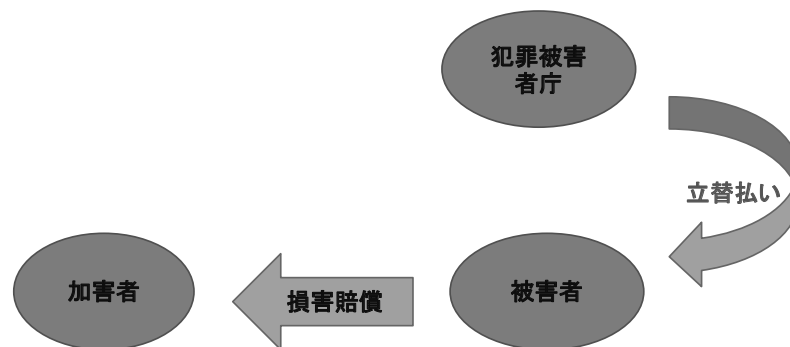 犯罪被害
者庁
立替払い
加害者
損害賠償
被害者